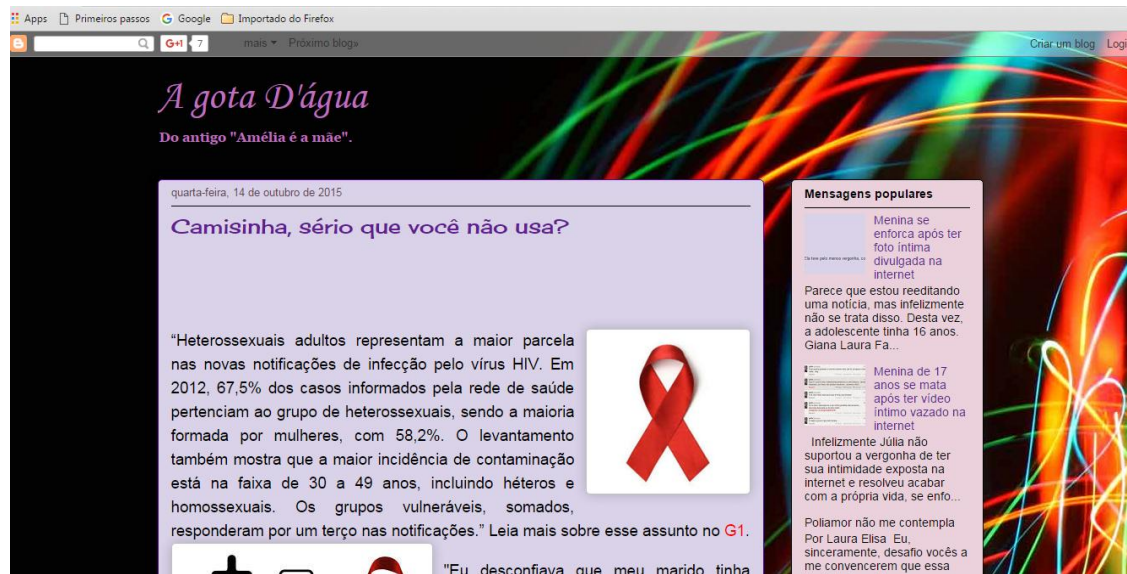 Apps Primeiros passos Google Importado do Firefox
G+1 7 mais Próximo blog» Criar um blog Logi
A gota D'água
Do antigo "Amélia é a mãe".
quarta-feira, 14 de outubro de 2015
Camisinha, sério que você não usa?
“Heterossexuais adultos representam a maior parcela
nas novas notificações de infecção pelo vírus HIV. Em
2012, 67,5% dos casos informados pela rede de saúde
pertenciam ao grupo de heterossexuais, sendo a maioria
formada por mulheres, com 58,2%. O levantamento
também mostra que a maior incidência de contaminação
está na faixa de 30 a 49 anos, incluindo héteros e
homossexuais. Os grupos vulneráveis, somados,
responderam por um terço nas notificações.” Leia mais sobre esse assunto no G1.
"Eu desconfiava que meu marido tinha
Mensagens populares
Menina se
enforca após ter
foto íntima
divulgada na
internet
Parece que estou reeditando
uma notícia, mas infelizmente
não se trata disso. Desta vez,
a adolescente tinha 16 anos.
Giana Laura Fa...
Menina de 17
anos se mata
após ter vídeo
íntimo vazado na
internet
Infelizmente Júlia não
suportou a vergonha de ter
sua intimidade exposta na
internet e resolveu acabar
com a própria vida, se enfo...
Poliamor não me contempla
Por Laura Elisa Eu,
sinceramente, desafio vocês a
me convencerem que essa